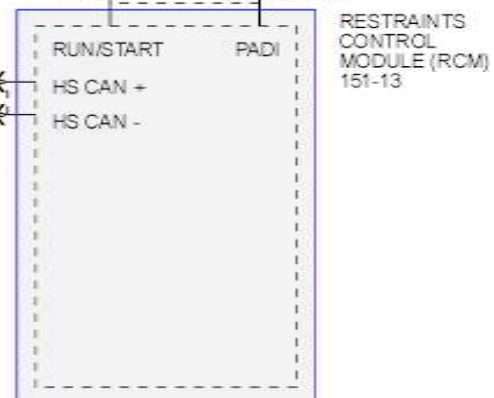 RUN/START PADI
HS CAN +
HS CAN -
RESTRAINTS
CONTROL
MODULE (RCM)
151-13